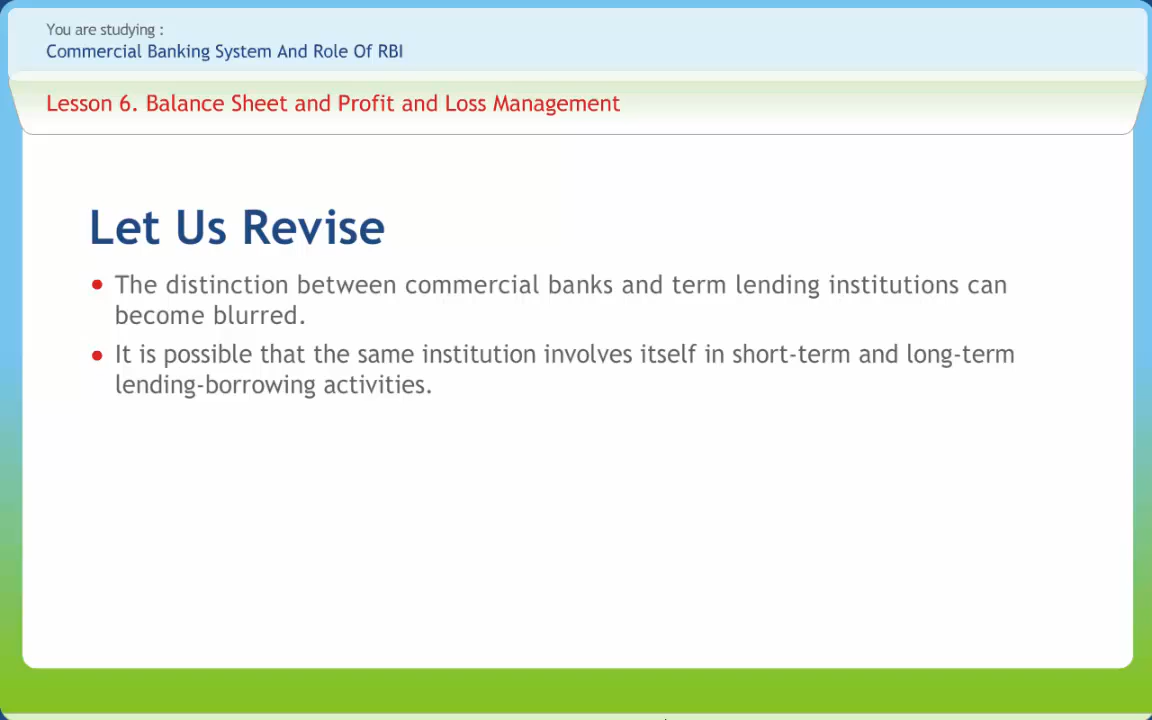 You are studying :
Commercial Banking System And Role Of RBI
Lesson 6. Balance Sheet and Profit and Loss Management
Let Us Revise
• The distinction between commercial banks and term lending institutions can
become blurred.
• It is possible that the same institution involves itself in short-term and long-term
lending-borrowing activities.